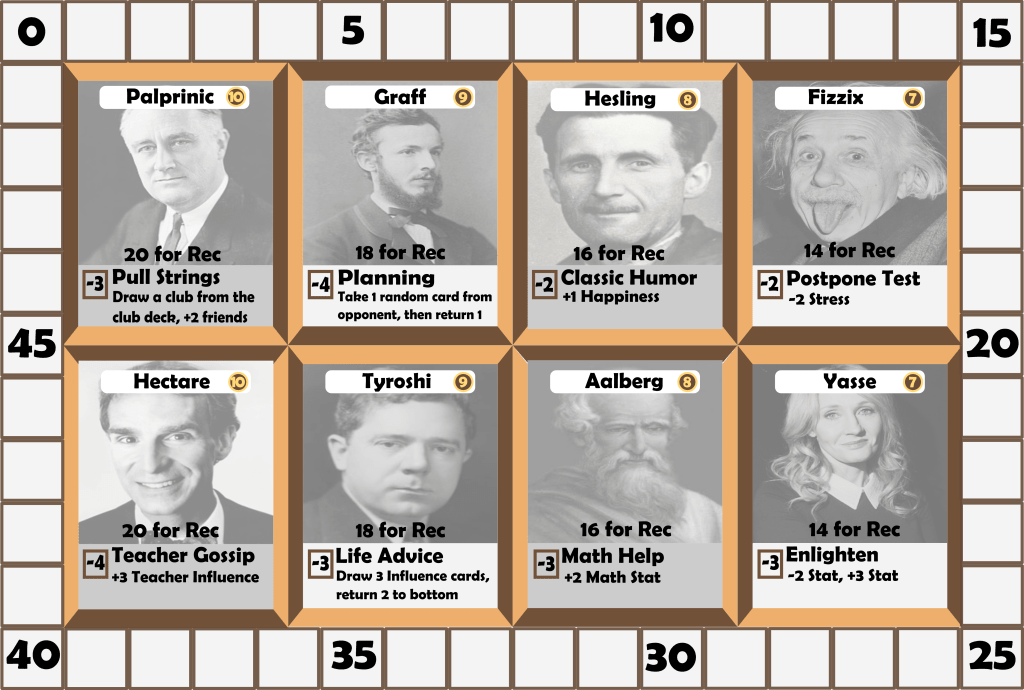 0
5
10
15
Palprinic 10
20 for Rec
-3 Pull Strings
Draw a club from the
club deck, +2 friends
Graff 9
18 for Rec
-4 Planning
Take 1 random card from
opponent, then return 1
Hesling 8
16 for Rec
-2 Classic Humor
+1 Happiness
Fizzix 7
14 for Rec
-2 Postpone Test
-2 Stress
45
20
Hectare 10
20 for Rec
-4 Teacher Gossip
+3 Teacher Influence
Tyroshi 9
18 for Rec
-3 Life Advice
Draw 3 Influence cards,
return 2 to bottom
Aalberg 8
16 for Rec
-3 Math Help
+2 Math Stat
Yasse 7
14 for Rec
-3 Enlighten
-2 Stat, +3 Stat
40
35
30
25